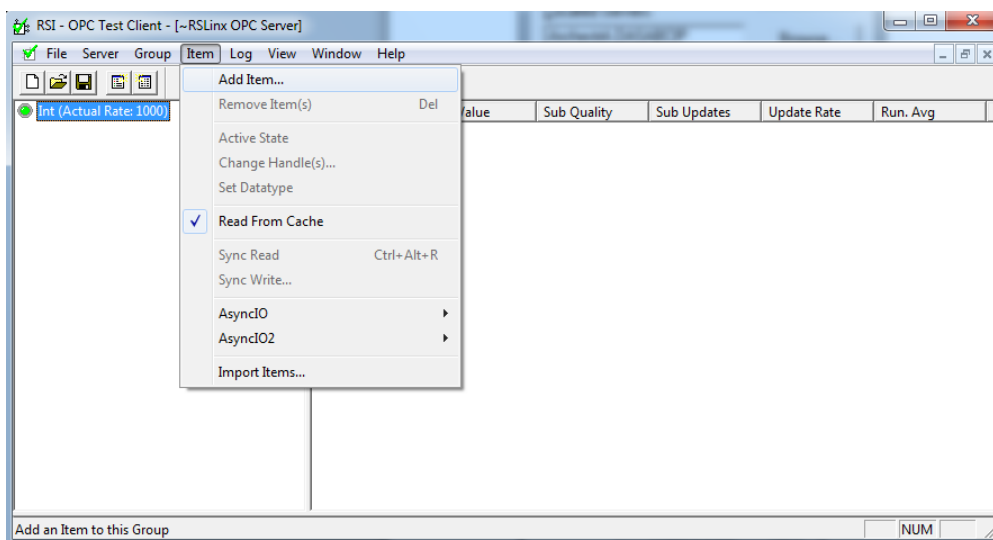 RSI - OPC Test Client - [~RSLinx OPC Server]
File Server Group Item Log View Window Help
Add Item...
Remove Item(s) Del
Int (Actual Rate: 1000)
Value Sub Quality Sub Updates Update Rate Run. Avg
Active State
Change Handle(s)...
Set Datatype
Read From Cache
Sync Read Ctrl+Alt+R
Sync Write...
AsyncIO
AsyncIO2
Import Items...
Add an Item to this Group
NUM